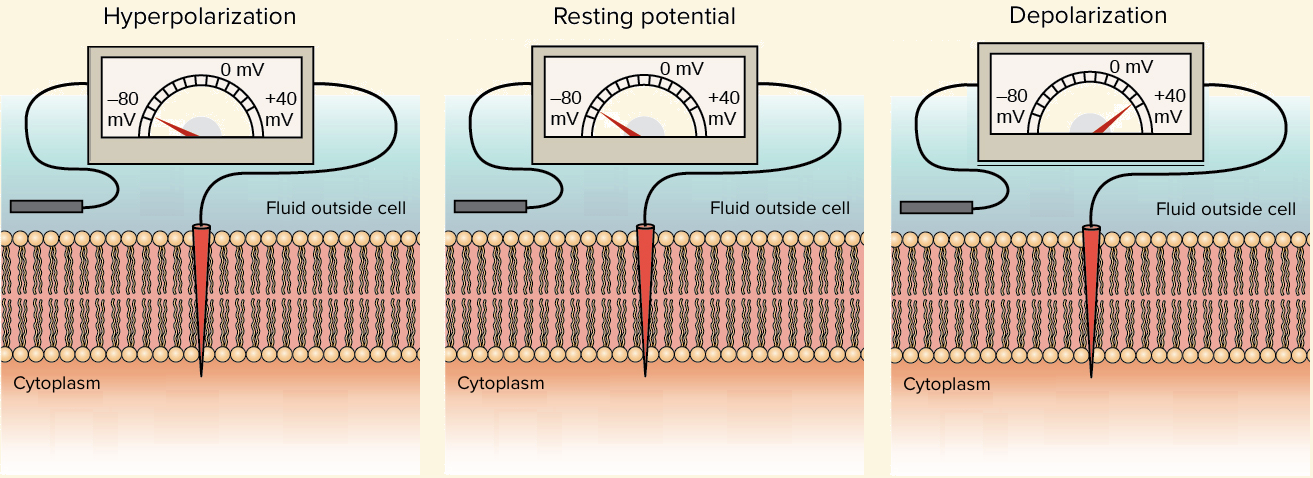 Hyperpolarization
0 mV
–80
mV
+40
mV
Fluid outside cell
Cytoplasm
Resting potential
0 mV
–80
mV
+40
mV
Fluid outside cell
Cytoplasm
Depolarization
0 mV
–80
mV
+40
mV
Fluid outside cell
Cytoplasm